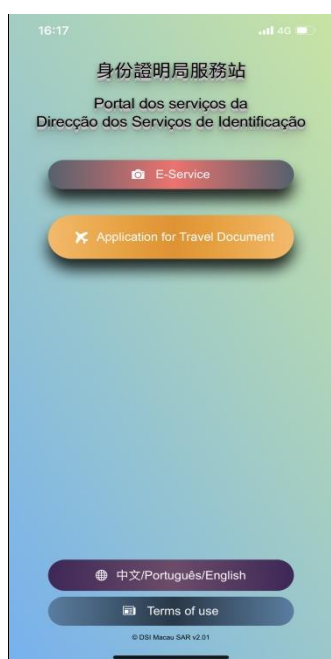 16:17
4G
身份證明局服務站
Portal dos serviços da
Direcção dos Serviços de Identificação
E-Service
Application for Travel Document
中文/Português/English
Terms of use
© DSI Macau SAR v2.01